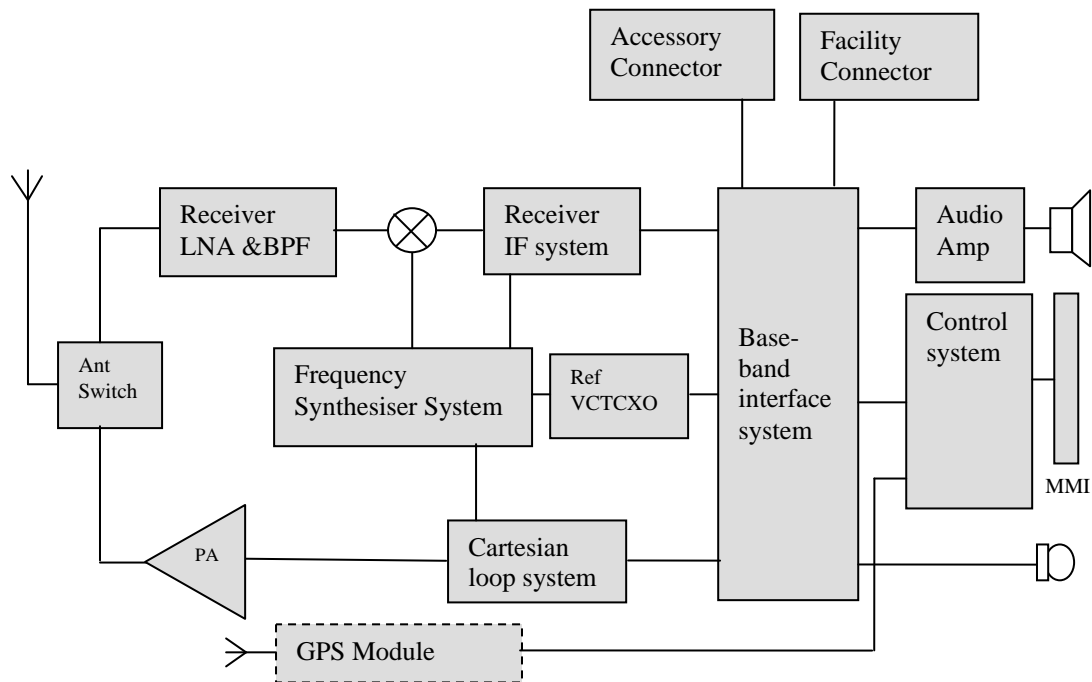 Accessory
Connector
Facility
Connector
Receiver
LNA &BPF
Receiver
IF system
Audio
Amp
Ant
Switch
Frequency
Synthesiser System
Ref
VCTCXO
Base-
band
interface
system
Control
system
MMI
PA
Cartesian
loop system
GPS Module